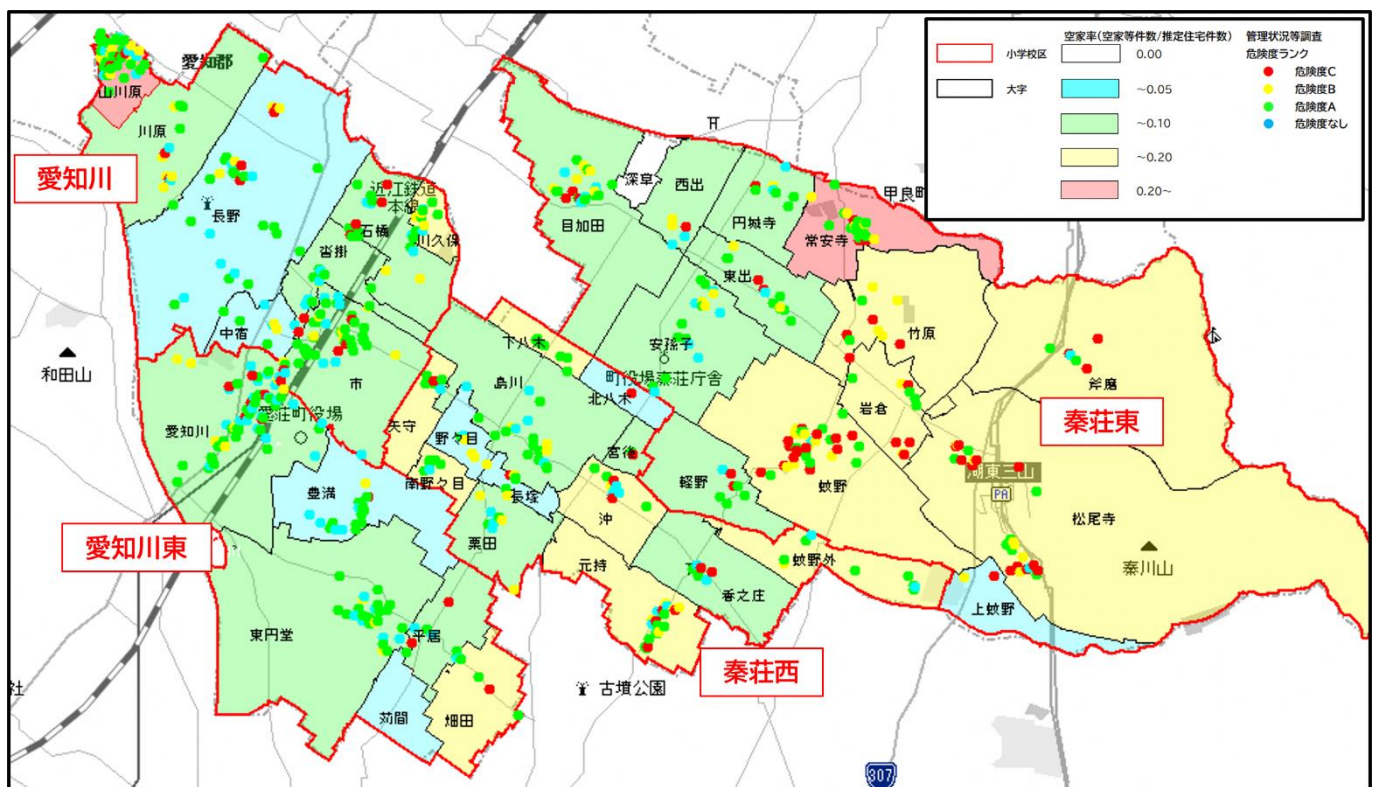 空家率(空家等件数/推定住宅件数)
管理状況等調査
危険度ランク
小学校区
0.00
危険度C
大字
~0.05
危険度B
~0.10
危険度A
~0.20
危険度なし
0.20~
愛知郡
山川原
川原
愛知川
長野
近江鉄道
本線
石橋
川久保
沓掛
中宿
和田山
市
愛知川
愛荘町役場
矢守
豊満
愛知川東
東円堂
平居
苅間
畑田
目加田
深草
西出
円城寺
常安寺
甲良町
東出
安孫子
町役場秦荘庁舎
竹原
岩倉
斧磨
秦荘東
下八木
島川
北八木
野々目
宮後
南野々目
長塚
栗田
沖
元持
軽野
蚊野
湖東三山
PA
松尾寺
秦川山
蚊野外
上蚊野
香之庄
秦荘西
古墳公園
社
307